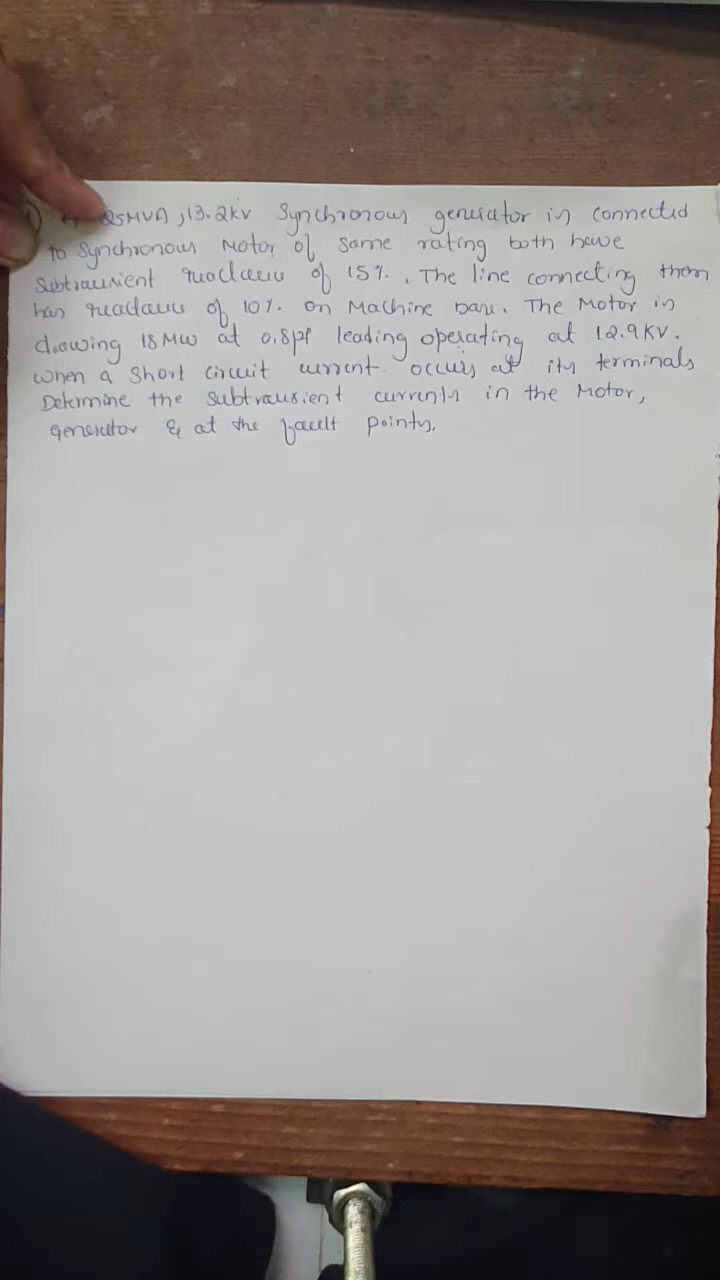 25MVA, 13.2kV Synchronous generator is connected
to Synchronous Motor of same rating both have
Subtransient reactance of 15%. The line connecting them
has reactance of 10% on Machine base. The Motor is
drawing 18MW at 0.8pf leading operating at 12.9KV.
when a Short Circuit current occurs at its terminals
Determine the subtransient currents in the Motor,
generator & at the fault points.